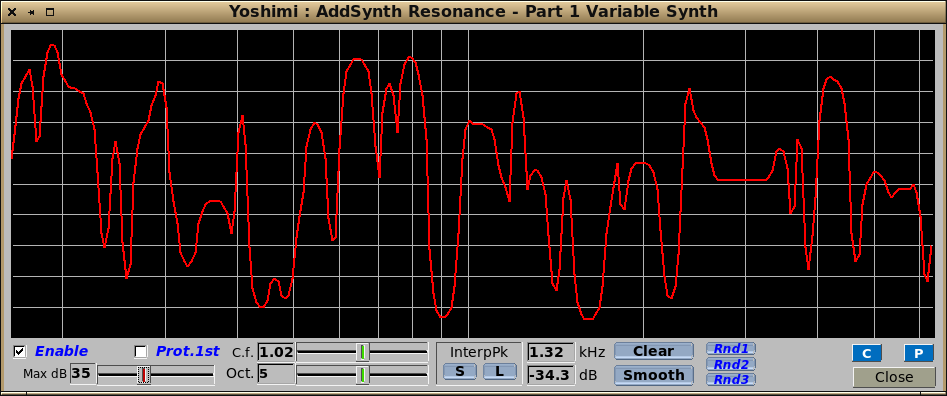 Yoshimi : AddSynth Resonance - Part 1 Variable Synth
Enable Prot.1st C.f. 1.02 InterpPk 1.32 kHz Clear Rnd1 C P
Rnd2
Max dB 35 Oct. 5 S L -34.3 dB Smooth Rnd3 Close